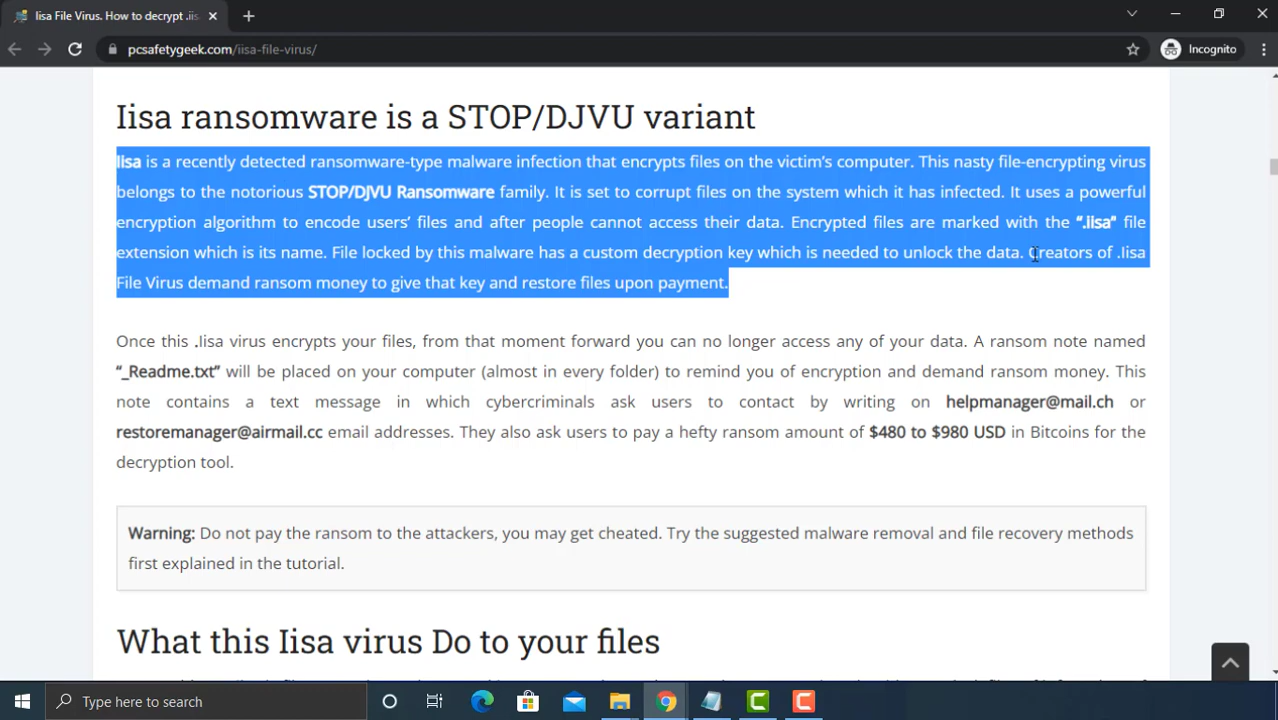 Iisa File Virus. How to decrypt .iis
pcsafetygeek.com/iisa-file-virus/
Incognito
Iisa ransomware is a STOP/DJVU variant
Iisa is a recently detected ransomware-type malware infection that encrypts files on the victim's computer. This nasty file-encrypting virus
belongs to the notorious STOP/DJVU Ransomware family. It is set to corrupt files on the system which it has infected. It uses a powerful
encryption algorithm to encode users' files and after people cannot access their data. Encrypted files are marked with the ".Iisa" file
extension which is its name. File locked by this malware has a custom decryption key which is needed to unlock the data. Creators of .Iisa
File Virus demand ransom money to give that key and restore files upon payment.
Once this .Iisa virus encrypts your files, from that moment forward you can no longer access any of your data. A ransom note named
“_Readme.txt” will be placed on your computer (almost in every folder) to remind you of encryption and demand ransom money. This
note contains a text message in which cybercriminals ask users to contact by writing on helpmanager@mail.ch or
restoremanager@airmail.cc email addresses. They also ask users to pay a hefty ransom amount of $480 to $980 USD in Bitcoins for the
decryption tool.
Warning: Do not pay the ransom to the attackers, you may get cheated. Try the suggested malware removal and file recovery methods
first explained in the tutorial.
What this Iisa virus Do to your files
Type here to search